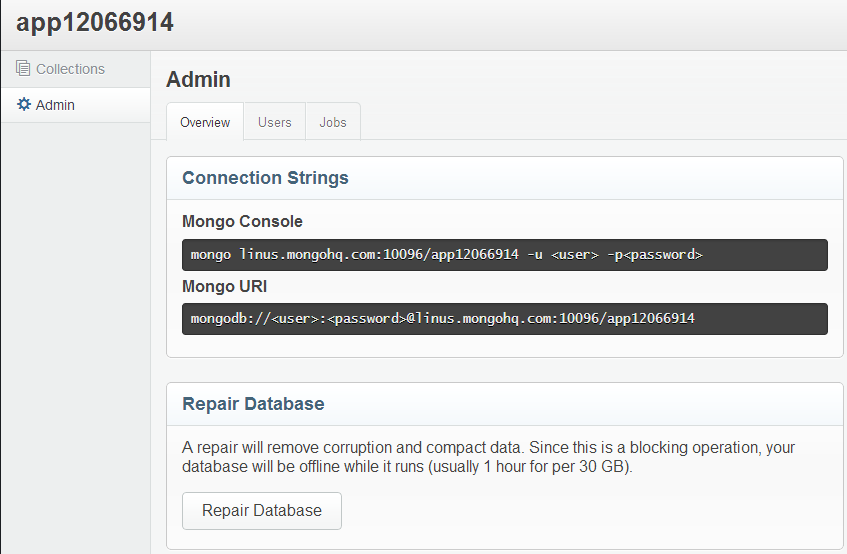 app12066914
Collections
Admin
Admin
Overview
Users
Jobs
Connection Strings
Mongo Console
mongo linus.mongohq.com:10096/app12066914 -u <user> -p<password>
Mongo URI
mongodb://<user>:<password>@linus.mongohq.com:10096/app12066914
Repair Database
A repair will remove corruption and compact data. Since this is a blocking operation, your
database will be offline while it runs (usually 1 hour for per 30 GB).
Repair Database